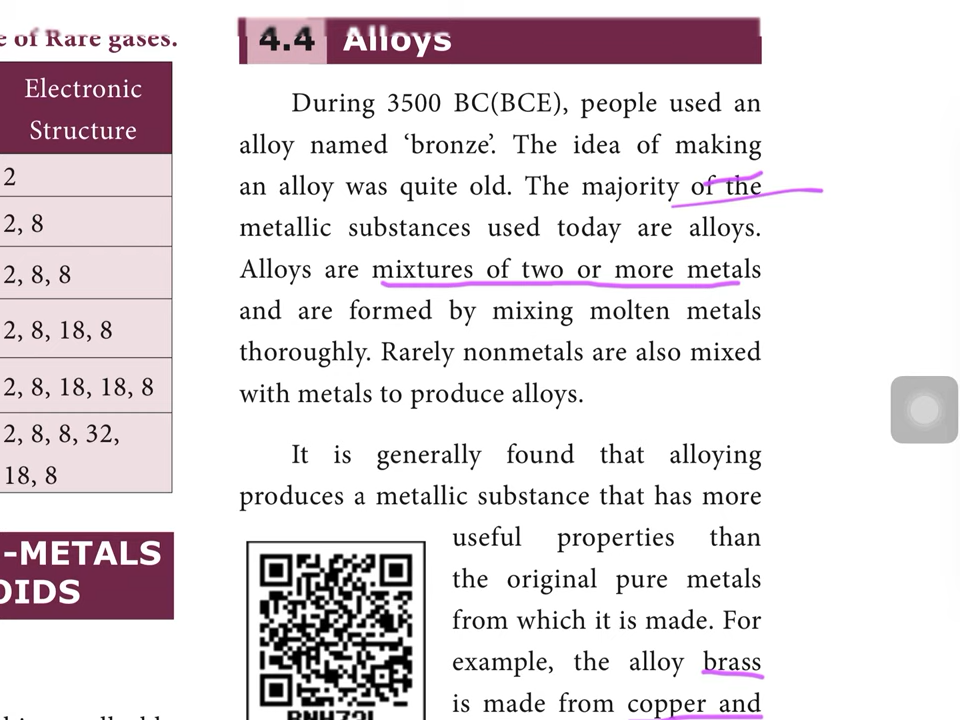 e of Rare gases.
Electronic
Structure
2
2, 8
2, 8, 8
2, 8, 18, 8
2, 8, 18, 18, 8
2, 8, 8, 32,
18, 8
-METALS
OIDS
4.4 Alloys
During 3500 BC(BCE), people used an
alloy named ‘bronze’. The idea of making
an alloy was quite old. The majority of the
metallic substances used today are alloys.
Alloys are mixtures of two or more metals
and are formed by mixing molten metals
thoroughly. Rarely nonmetals are also mixed
with metals to produce alloys.
It is generally found that alloying
produces a metallic substance that has more
useful properties than
the original pure metals
from which it is made. For
example, the alloy brass
is made from copper and